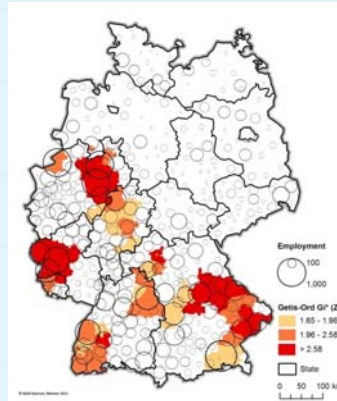 Employment
100
1,000
Getis-Ord Gi* (Z
1.65 - 1.96
1.96 - 2.58
> 2.58
State
0 50 100 km